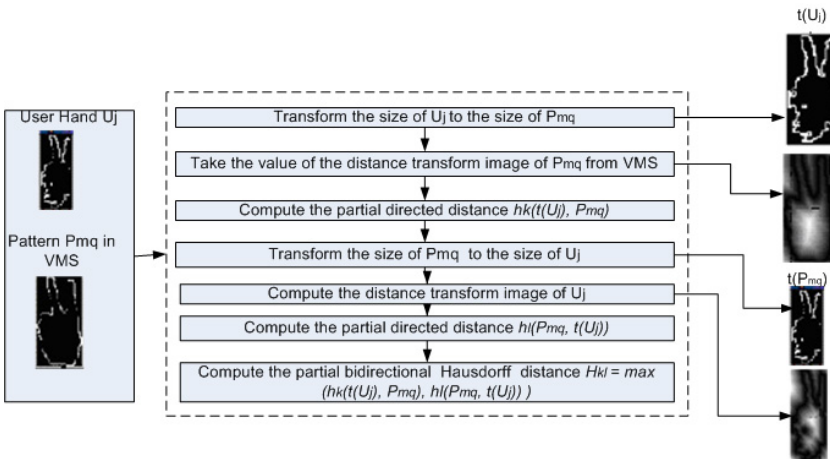 t(Uj)
User Hand Uj
Pattern Pmq in
VMS
Transform the size of Uj to the size of Pmq
Take the value of the distance transform image of Pmq from VMS
Compute the partial directed distance hk(t(Uj), Pmq)
Transform the size of Pmq to the size of Uj
Compute the distance transform image of Uj
Compute the partial directed distance hl(Pmq, t(Uj))
Compute the partial bidirectional Hausdorff distance Hkl = max
(hk(t(Uj), Pmq), hl(Pmq, t(Uj)) )
t(Pmq)